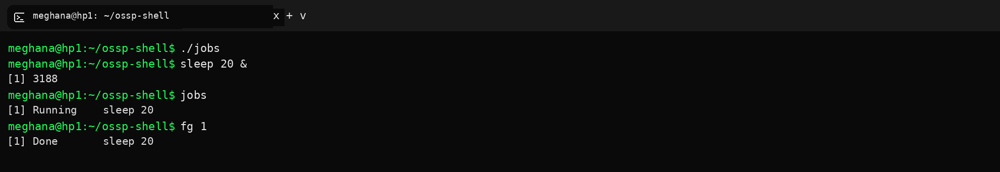 meghana@hp1: ~/ossp-shell x + v
meghana@hp1:~/ossp-shell$ ./jobs
meghana@hp1:~/ossp-shell$ sleep 20 &
[1] 3188
meghana@hp1:~/ossp-shell$ jobs
[1] Running    sleep 20
meghana@hp1:~/ossp-shell$ fg 1
[1] Done       sleep 20